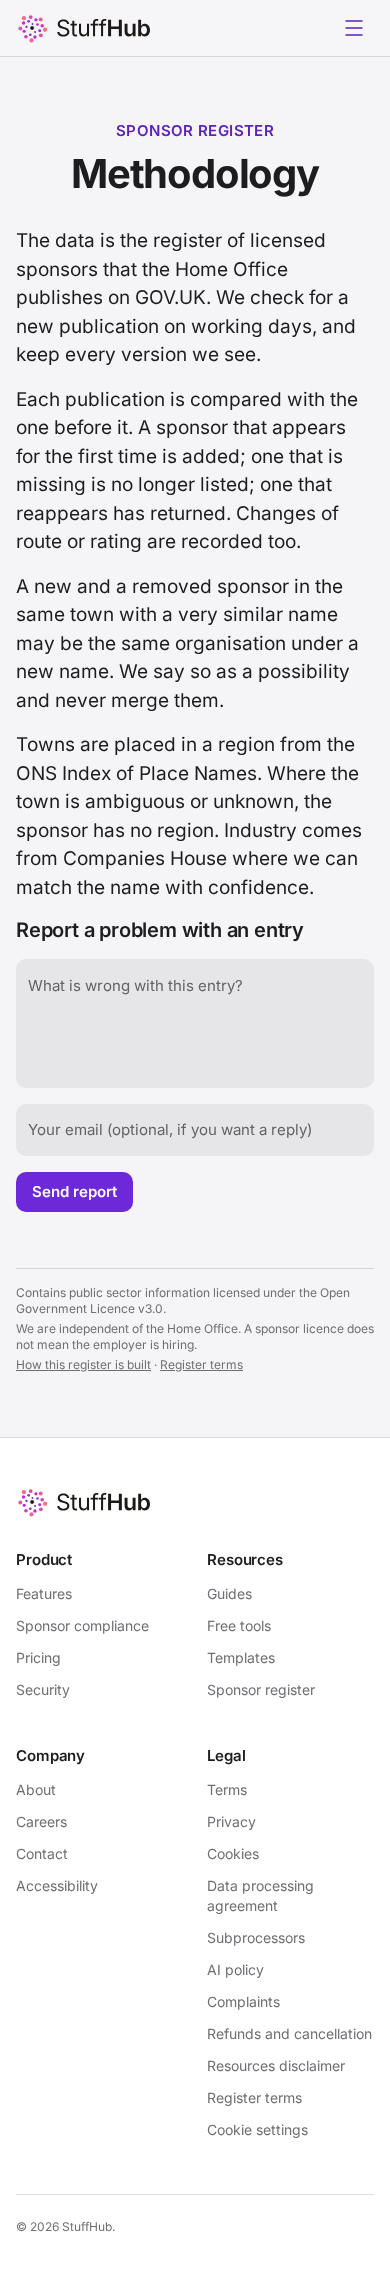 StuffHub
SPONSOR REGISTER
Methodology
The data is the register of licensed
sponsors that the Home Office
publishes on GOV.UK. We check for a
new publication on working days, and
keep every version we see.
Each publication is compared with the
one before it. A sponsor that appears
for the first time is added; one that is
missing is no longer listed; one that
reappears has returned. Changes of
route or rating are recorded too.
A new and a removed sponsor in the
same town with a very similar name
may be the same organisation under a
new name. We say so as a possibility
and never merge them.
Towns are placed in a region from the
ONS Index of Place Names. Where the
town is ambiguous or unknown, the
sponsor has no region. Industry comes
from Companies House where we can
match the name with confidence.
Report a problem with an entry
What is wrong with this entry?
Your email (optional, if you want a reply)
Send report
Contains public sector information licensed under the Open
Government Licence v3.0.
We are independent of the Home Office. A sponsor licence does
not mean the employer is hiring.
How this register is built · Register terms
StuffHub
Product
Features
Sponsor compliance
Pricing
Security
Resources
Guides
Free tools
Templates
Sponsor register
Company
About
Careers
Contact
Accessibility
Legal
Terms
Privacy
Cookies
Data processing
agreement
Subprocessors
AI policy
Complaints
Refunds and cancellation
Resources disclaimer
Register terms
Cookie settings
© 2026 StuffHub.